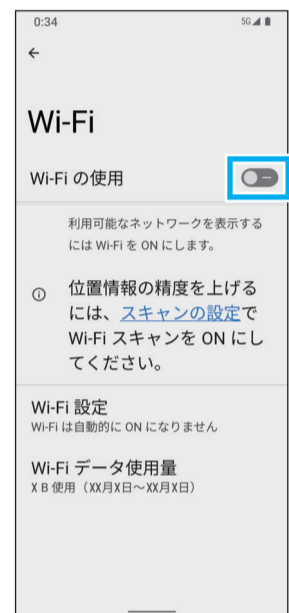 0:34 5G
Wi-Fi
Wi-Fi の使用
利用可能なネットワークを表示する
には Wi-Fi を ON にします。
位置情報の精度を上げる
には、スキャンの設定で
Wi-Fi スキャンを ON にし
てください。
Wi-Fi 設定
Wi-Fi は自動的に ON になりません
Wi-Fi データ使用量
X B 使用（XX月X日～XX月X日）